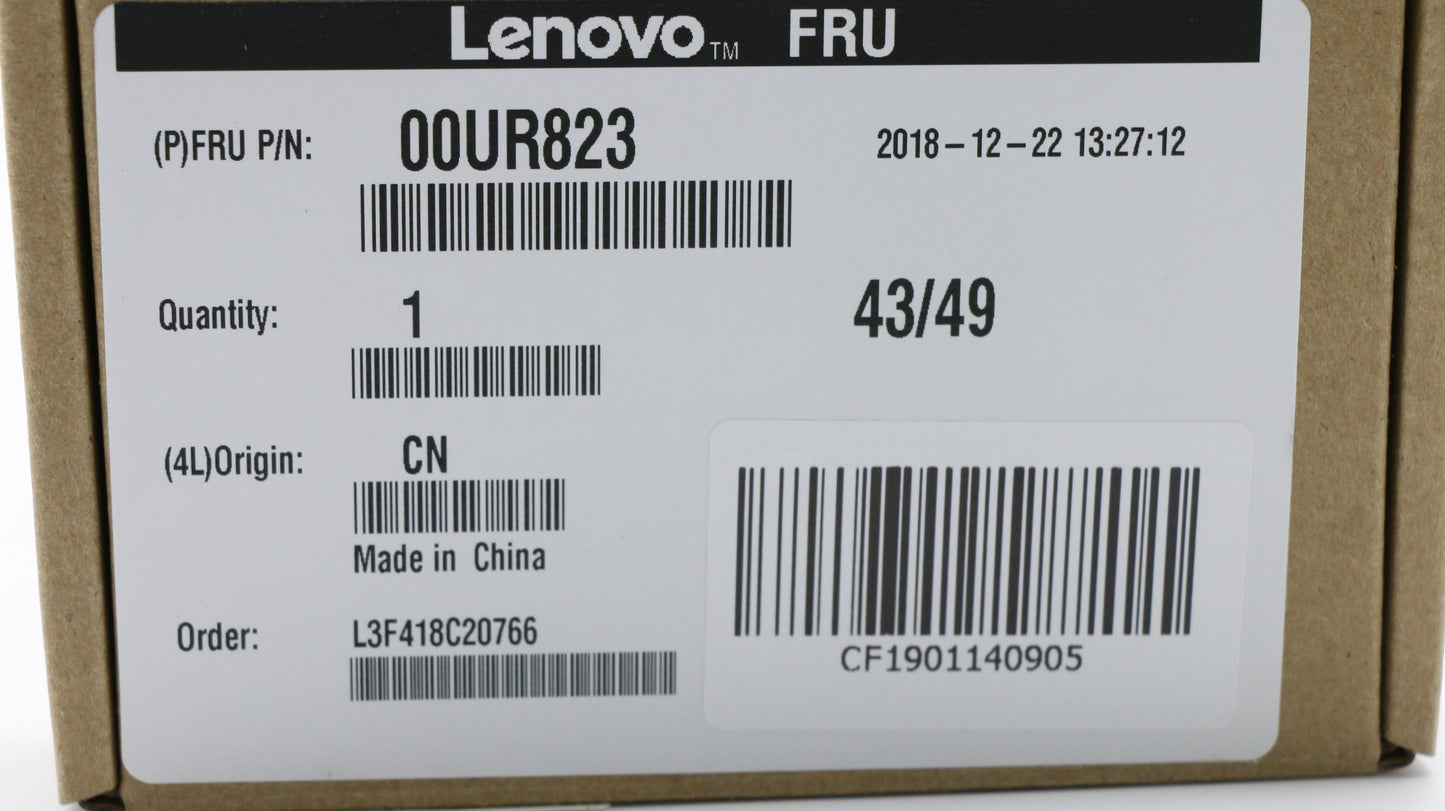 Lenovo™ FRU
(P)FRU P/N: 00UR823 2018-12-22 13:27:12
Quantity: 1 43/49
(4L)Origin: CN
Made in China
Order: L3F418C20766
CF1901140905